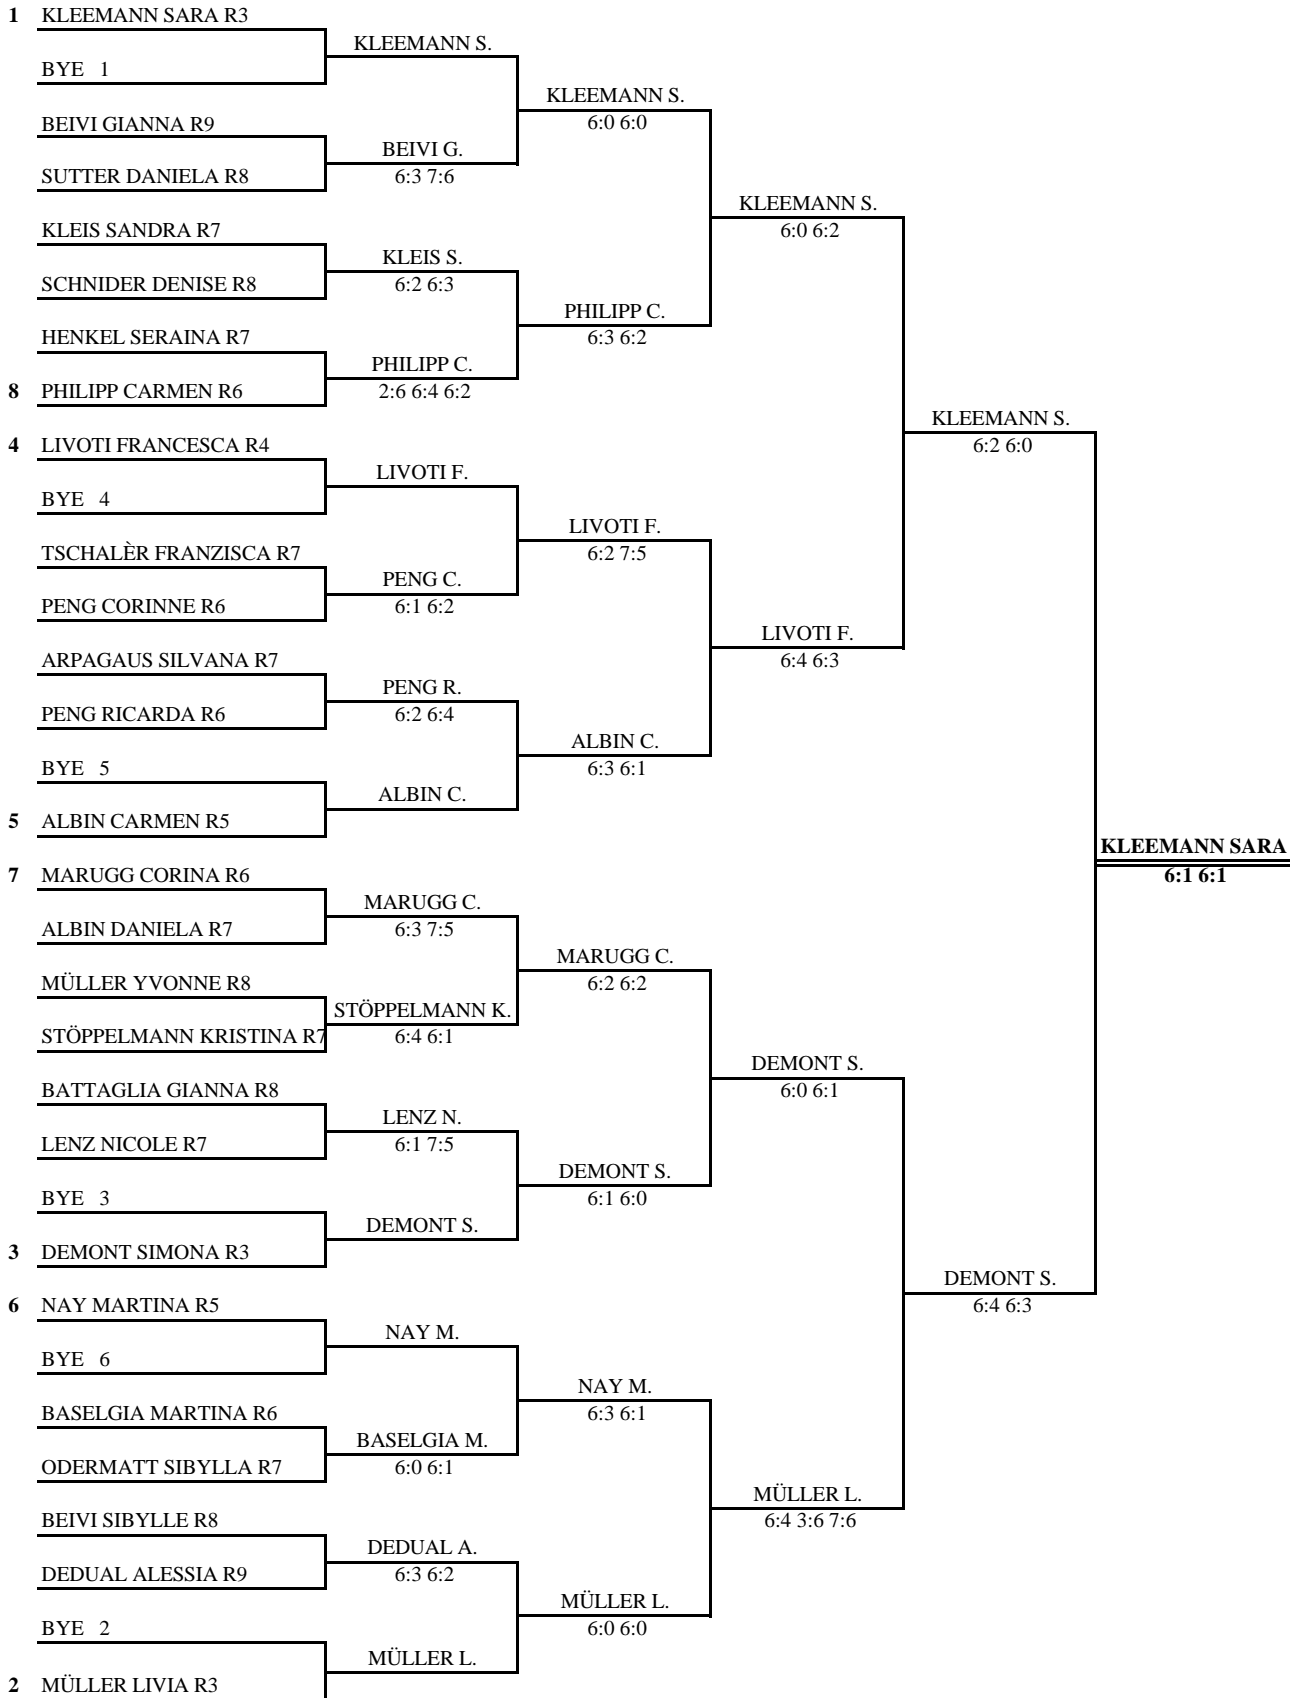 1 KLEEMANN SARA R3
KLEEMANN S.
BYE 1
KLEEMANN S.
6:0 6:0
BEIVI GIANNA R9
BEIVI G.
SUTTER DANIELA R8
6:3 7:6
KLEEMANN S.
6:0 6:2
KLEIS SANDRA R7
KLEIS S.
SCHNIDER DENISE R8
6:2 6:3
PHILIPP C.
6:3 6:2
HENKEL SERAINA R7
PHILIPP C.
8 PHILIPP CARMEN R6
2:6 6:4 6:2
KLEEMANN S.
6:2 6:0
4 LIVOTI FRANCESCA R4
LIVOTI F.
BYE 4
LIVOTI F.
6:2 7:5
TSCHALÈR FRANZISCA R7
PENG C.
PENG CORINNE R6
6:1 6:2
LIVOTI F.
6:4 6:3
ARPAGAUS SILVANA R7
PENG R.
PENG RICARDA R6
6:2 6:4
ALBIN C.
6:3 6:1
BYE 5
ALBIN C.
5 ALBIN CARMEN R5
KLEEMANN SARA
6:1 6:1
7 MARUGG CORINA R6
MARUGG C.
ALBIN DANIELA R7
6:3 7:5
MARUGG C.
6:2 6:2
MÜLLER YVONNE R8
STÖPPELMANN K.
STÖPPELMANN KRISTINA R7
6:4 6:1
DEMONT S.
6:0 6:1
BATTAGLIA GIANNA R8
LENZ N.
LENZ NICOLE R7
6:1 7:5
DEMONT S.
6:1 6:0
BYE 3
DEMONT S.
3 DEMONT SIMONA R3
DEMONT S.
6:4 6:3
6 NAY MARTINA R5
NAY M.
BYE 6
NAY M.
6:3 6:1
BASELGIA MARTINA R6
BASELGIA M.
ODERMATT SIBYLLA R7
6:0 6:1
MÜLLER L.
6:4 3:6 7:6
BEIVI SIBYLLE R8
DEDUAL A.
DEDUAL ALESSIA R9
6:3 6:2
MÜLLER L.
6:0 6:0
BYE 2
MÜLLER L.
2 MÜLLER LIVIA R3